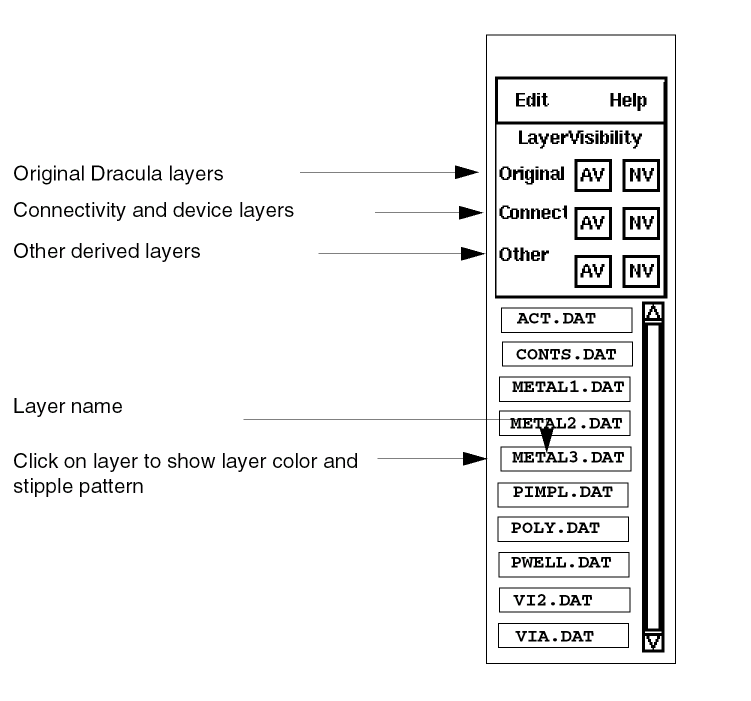 Edit Help
LayerVisibility
Original Dracula layers
Original AV NV
Connectivity and device layers
Connect AV NV
Other derived layers
Other AV NV
ACT.DAT
CONTS.DAT
METAL1.DAT
Layer name
METAL2.DAT
Click on layer to show layer color and
stipple pattern
METAL3.DAT
PIMPL.DAT
POLY.DAT
PWELL.DAT
VI2.DAT
VIA.DAT